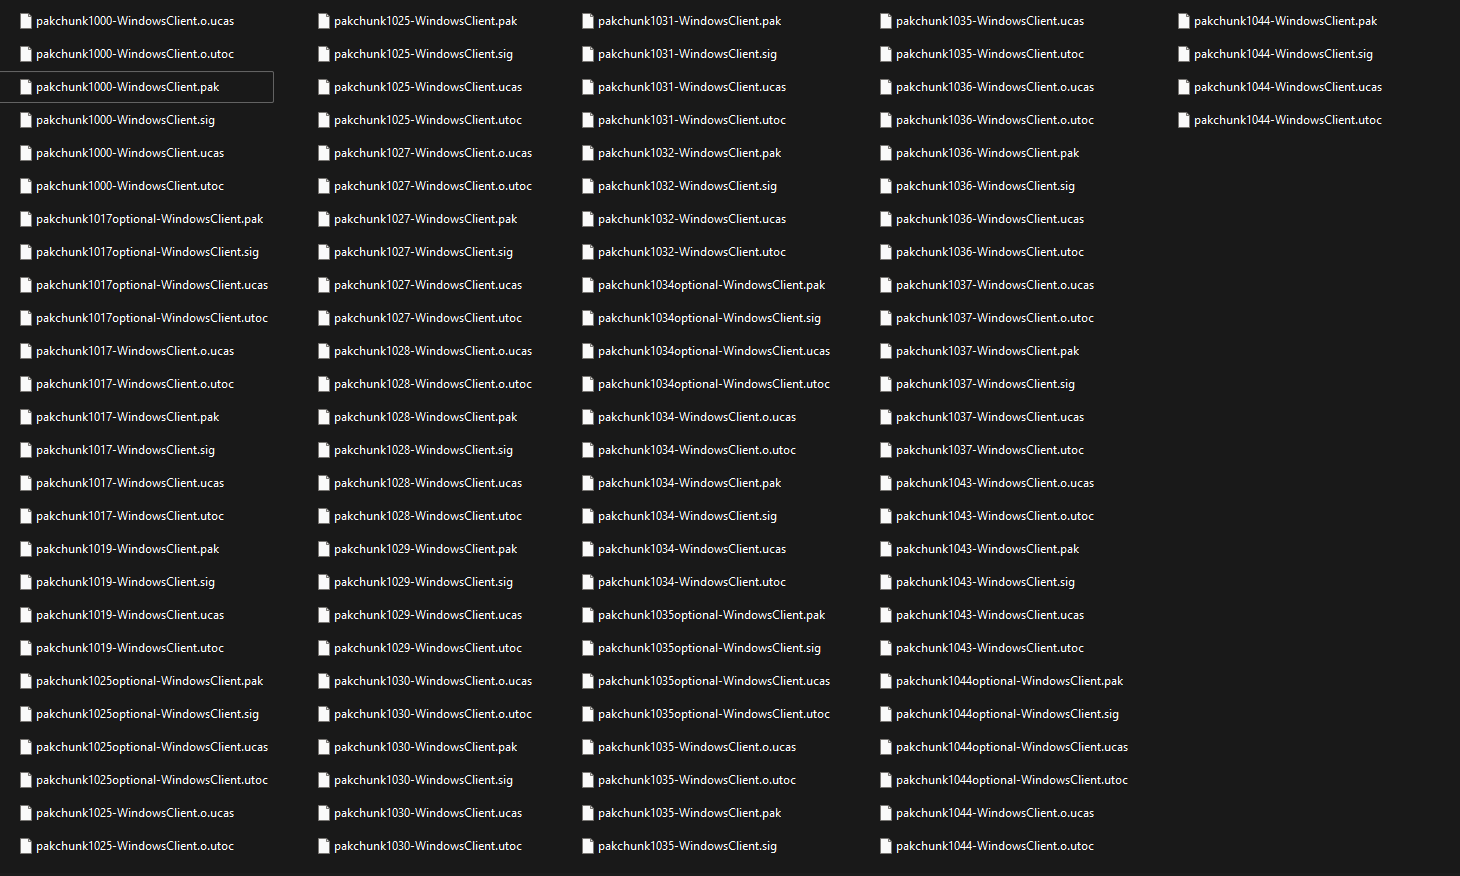 pakchunk1000-WindowsClient.o.ucas
pakchunk1000-WindowsClient.o.utoc
pakchunk1000-WindowsClient.pak
pakchunk1000-WindowsClient.sig
pakchunk1000-WindowsClient.ucas
pakchunk1000-WindowsClient.utoc
pakchunk1017optional-WindowsClient.pak
pakchunk1017optional-WindowsClient.sig
pakchunk1017optional-WindowsClient.ucas
pakchunk1017optional-WindowsClient.utoc
pakchunk1017-WindowsClient.o.ucas
pakchunk1017-WindowsClient.o.utoc
pakchunk1017-WindowsClient.pak
pakchunk1017-WindowsClient.sig
pakchunk1017-WindowsClient.ucas
pakchunk1017-WindowsClient.utoc
pakchunk1019-WindowsClient.pak
pakchunk1019-WindowsClient.sig
pakchunk1019-WindowsClient.ucas
pakchunk1019-WindowsClient.utoc
pakchunk1025optional-WindowsClient.pak
pakchunk1025optional-WindowsClient.sig
pakchunk1025optional-WindowsClient.ucas
pakchunk1025optional-WindowsClient.utoc
pakchunk1025-WindowsClient.o.ucas
pakchunk1025-WindowsClient.o.utoc
pakchunk1025-WindowsClient.pak
pakchunk1025-WindowsClient.sig
pakchunk1025-WindowsClient.ucas
pakchunk1025-WindowsClient.utoc
pakchunk1027-WindowsClient.o.ucas
pakchunk1027-WindowsClient.o.utoc
pakchunk1027-WindowsClient.pak
pakchunk1027-WindowsClient.sig
pakchunk1027-WindowsClient.ucas
pakchunk1027-WindowsClient.utoc
pakchunk1028-WindowsClient.o.ucas
pakchunk1028-WindowsClient.o.utoc
pakchunk1028-WindowsClient.pak
pakchunk1028-WindowsClient.sig
pakchunk1028-WindowsClient.ucas
pakchunk1028-WindowsClient.utoc
pakchunk1029-WindowsClient.pak
pakchunk1029-WindowsClient.sig
pakchunk1029-WindowsClient.ucas
pakchunk1029-WindowsClient.utoc
pakchunk1030-WindowsClient.o.ucas
pakchunk1030-WindowsClient.o.utoc
pakchunk1030-WindowsClient.pak
pakchunk1030-WindowsClient.sig
pakchunk1030-WindowsClient.ucas
pakchunk1030-WindowsClient.utoc
pakchunk1031-WindowsClient.pak
pakchunk1031-WindowsClient.sig
pakchunk1031-WindowsClient.ucas
pakchunk1031-WindowsClient.utoc
pakchunk1032-WindowsClient.pak
pakchunk1032-WindowsClient.sig
pakchunk1032-WindowsClient.ucas
pakchunk1032-WindowsClient.utoc
pakchunk1034optional-WindowsClient.pak
pakchunk1034optional-WindowsClient.sig
pakchunk1034optional-WindowsClient.ucas
pakchunk1034optional-WindowsClient.utoc
pakchunk1034-WindowsClient.o.ucas
pakchunk1034-WindowsClient.o.utoc
pakchunk1034-WindowsClient.pak
pakchunk1034-WindowsClient.sig
pakchunk1034-WindowsClient.ucas
pakchunk1034-WindowsClient.utoc
pakchunk1035optional-WindowsClient.pak
pakchunk1035optional-WindowsClient.sig
pakchunk1035optional-WindowsClient.ucas
pakchunk1035optional-WindowsClient.utoc
pakchunk1035-WindowsClient.o.ucas
pakchunk1035-WindowsClient.o.utoc
pakchunk1035-WindowsClient.pak
pakchunk1035-WindowsClient.sig
pakchunk1035-WindowsClient.ucas
pakchunk1035-WindowsClient.utoc
pakchunk1036-WindowsClient.o.ucas
pakchunk1036-WindowsClient.o.utoc
pakchunk1036-WindowsClient.pak
pakchunk1036-WindowsClient.sig
pakchunk1036-WindowsClient.ucas
pakchunk1036-WindowsClient.utoc
pakchunk1037-WindowsClient.o.ucas
pakchunk1037-WindowsClient.o.utoc
pakchunk1037-WindowsClient.pak
pakchunk1037-WindowsClient.sig
pakchunk1037-WindowsClient.ucas
pakchunk1037-WindowsClient.utoc
pakchunk1043-WindowsClient.o.ucas
pakchunk1043-WindowsClient.o.utoc
pakchunk1043-WindowsClient.pak
pakchunk1043-WindowsClient.sig
pakchunk1043-WindowsClient.ucas
pakchunk1043-WindowsClient.utoc
pakchunk1044optional-WindowsClient.pak
pakchunk1044optional-WindowsClient.sig
pakchunk1044optional-WindowsClient.ucas
pakchunk1044optional-WindowsClient.utoc
pakchunk1044-WindowsClient.o.ucas
pakchunk1044-WindowsClient.o.utoc
pakchunk1044-WindowsClient.pak
pakchunk1044-WindowsClient.sig
pakchunk1044-WindowsClient.ucas
pakchunk1044-WindowsClient.utoc